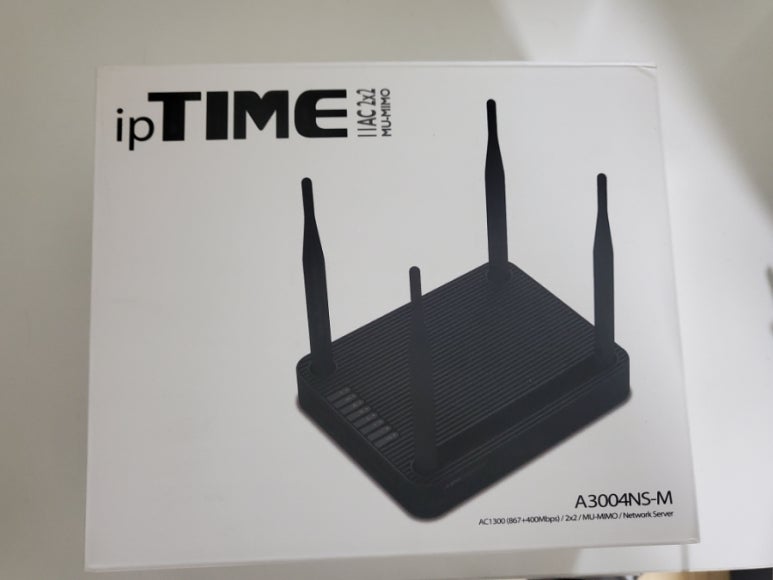 ipTIME
11AC 2x2
MU-MIMO
A3004NS-M
AC1300 (867+400Mbps) / 2x2 / MU-MIMO / Network Server